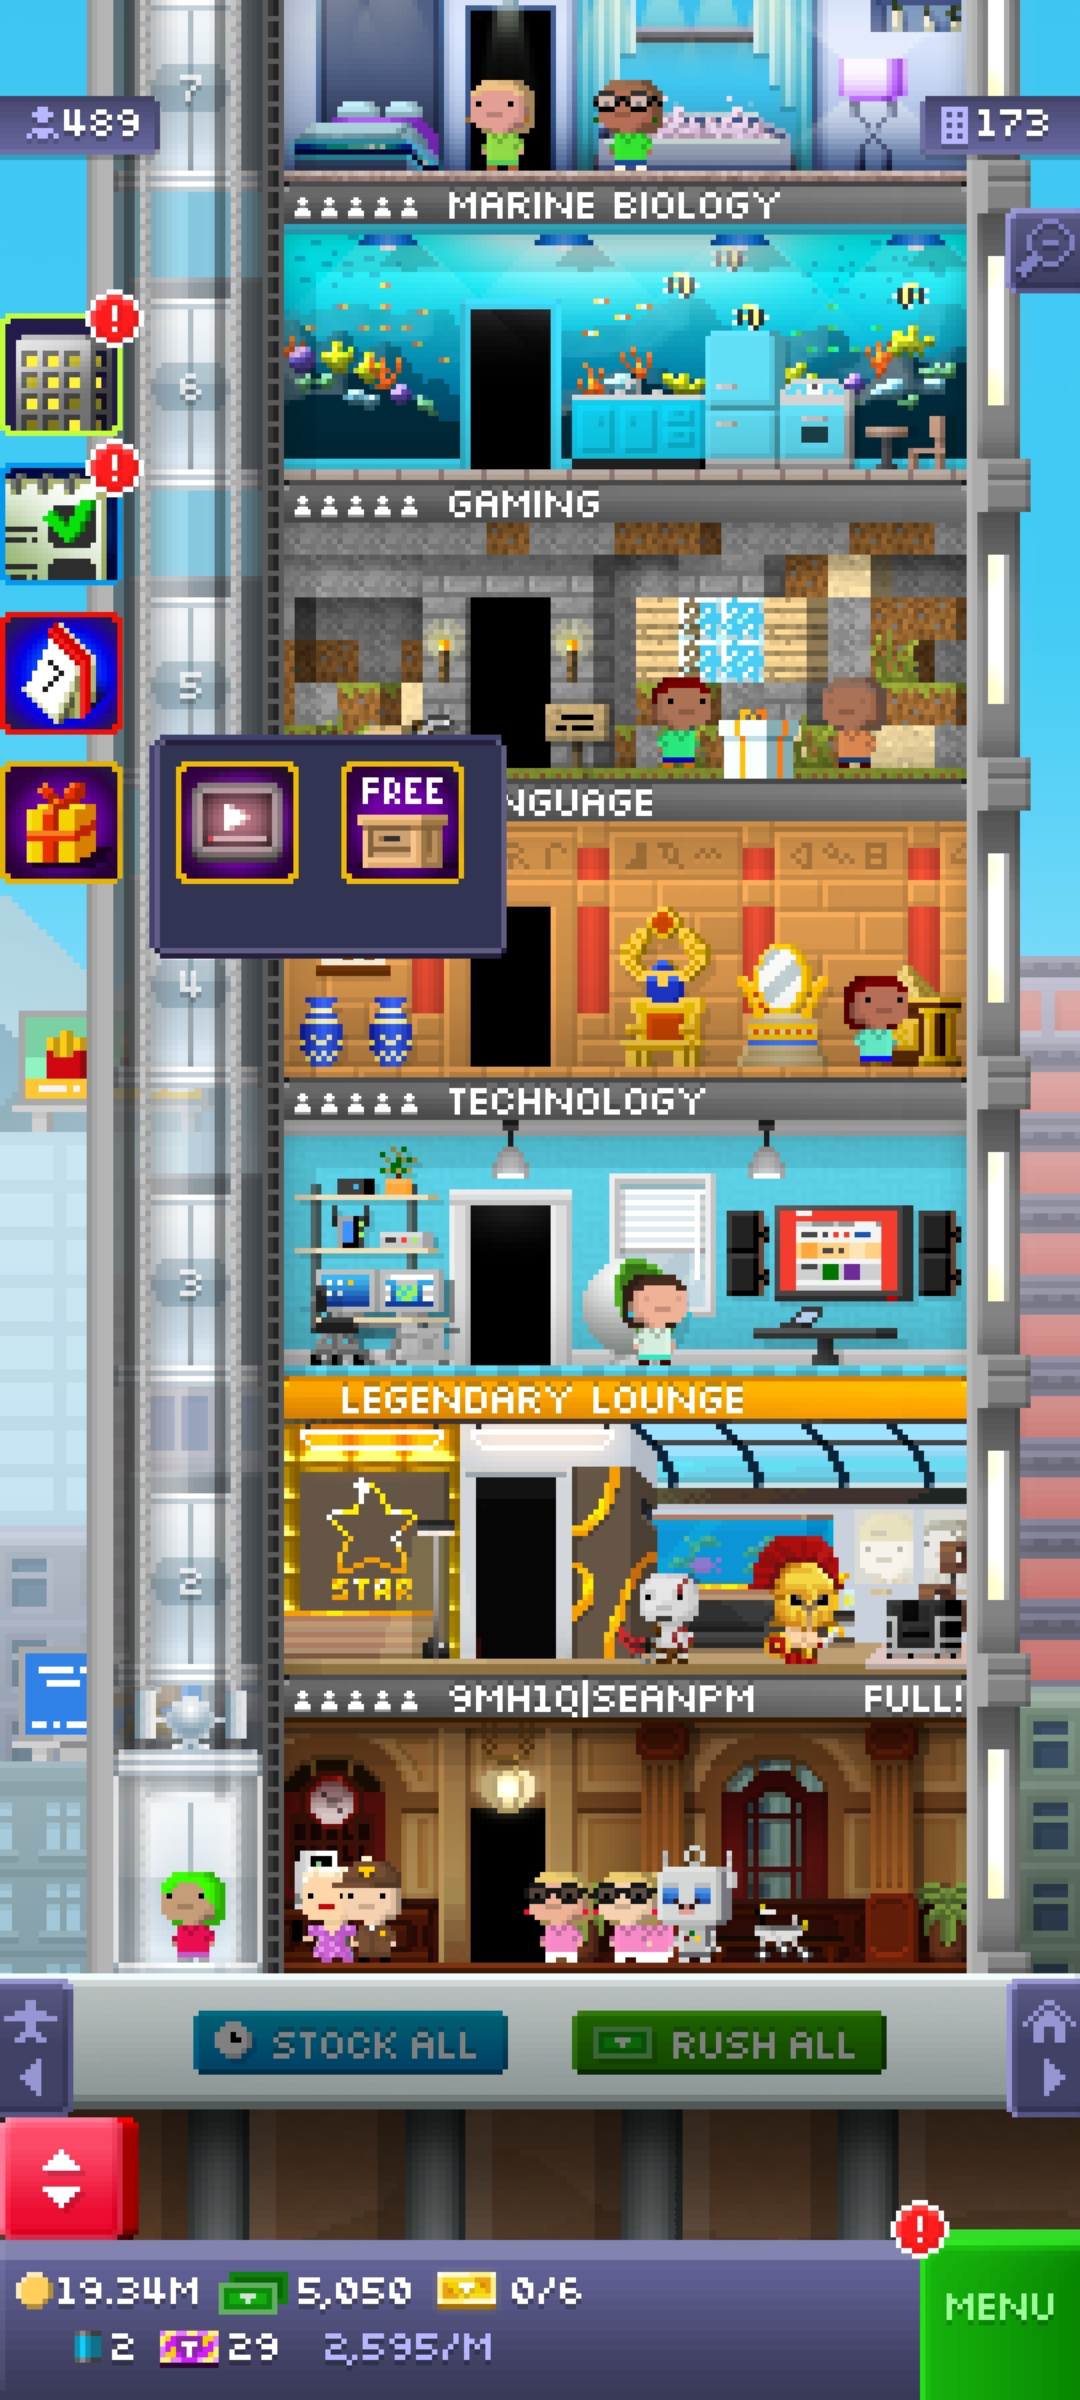 7
489
173
MARINE BIOLOGY
6
GAMING
5
FREE
NGUAGE
4
TECHNOLOGY
3
LEGENDARY LOUNGE
STAR
2
9MH1Q|SEANPM FULL!
STOCK ALL
RUSH ALL
19.34M 5,050 0/6
2 29 2,595/M
MENU